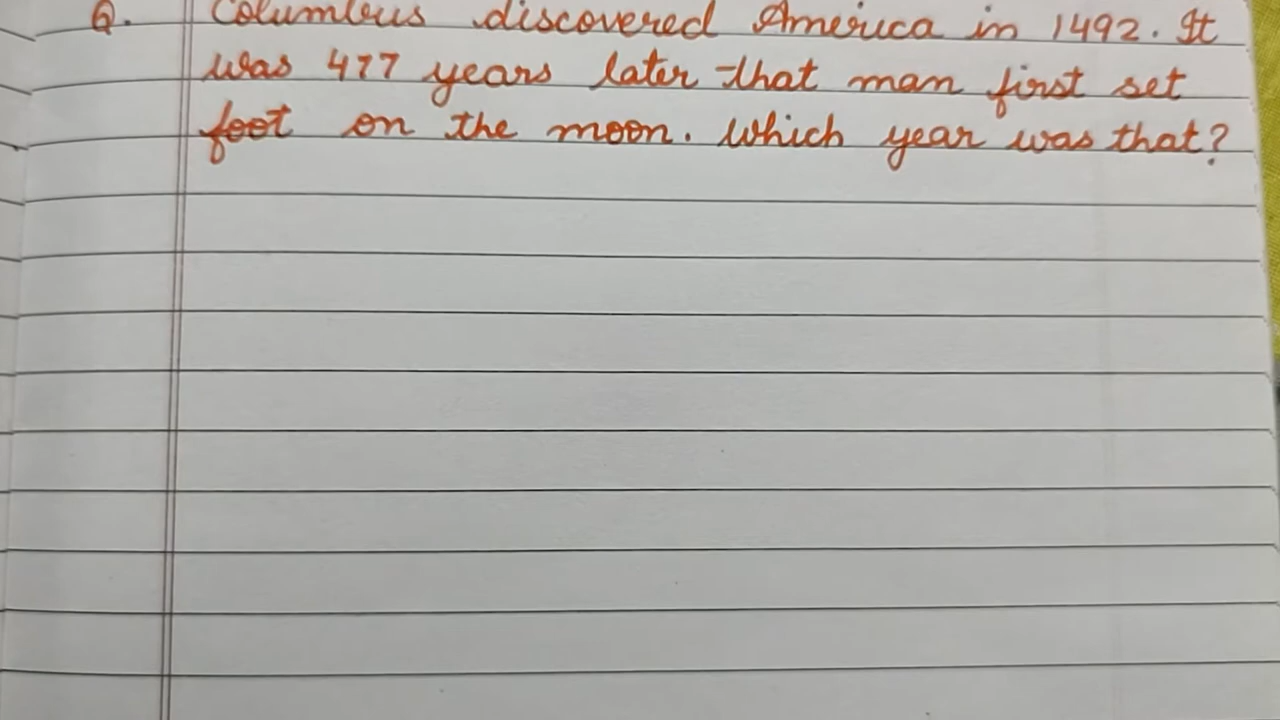 Q. Columbus discovered America in 1492. It
was 477 years later that man first set
foot on the moon. Which year was that?